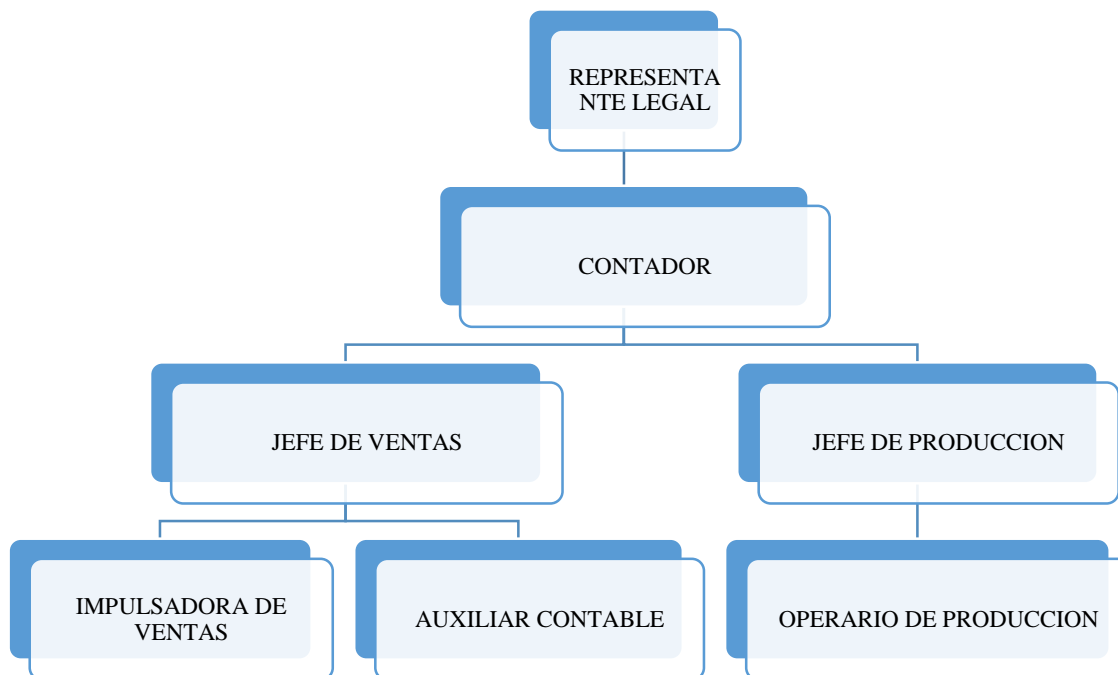 REPRESENTA
NTE LEGAL
CONTADOR
JEFE DE VENTAS
JEFE DE PRODUCCION
IMPULSADORA DE
VENTAS
AUXILIAR CONTABLE
OPERARIO DE PRODUCCION